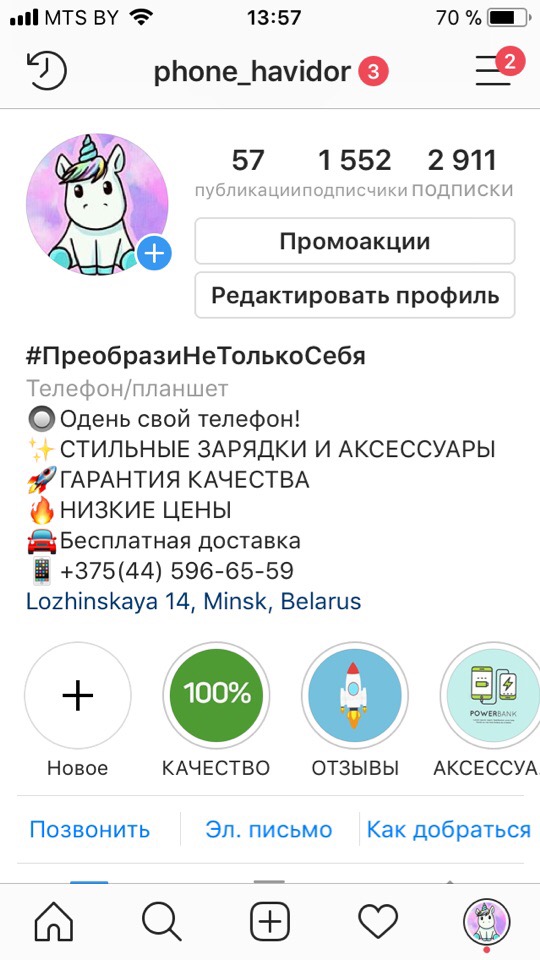 MTS BY 13:57 70 %
phone_havidor 3 2
57 1 552 2 911
публикации подписчики подписки
Промоакции
Редактировать профиль
#ПреобразиНеТолькоСебя
Телефон/планшет
Одень свой телефон!
СТИЛЬНЫЕ ЗАРЯДКИ И АКСЕССУАРЫ
ГАРАНТИЯ КАЧЕСТВА
НИЗКИЕ ЦЕНЫ
Бесплатная доставка
+375(44) 596-65-59
Lozhinskaya 14, Minsk, Belarus
100%
POWERBANK
Новое КАЧЕСТВО ОТЗЫВЫ АКСЕССУА
Позвонить Эл. письмо Как добраться